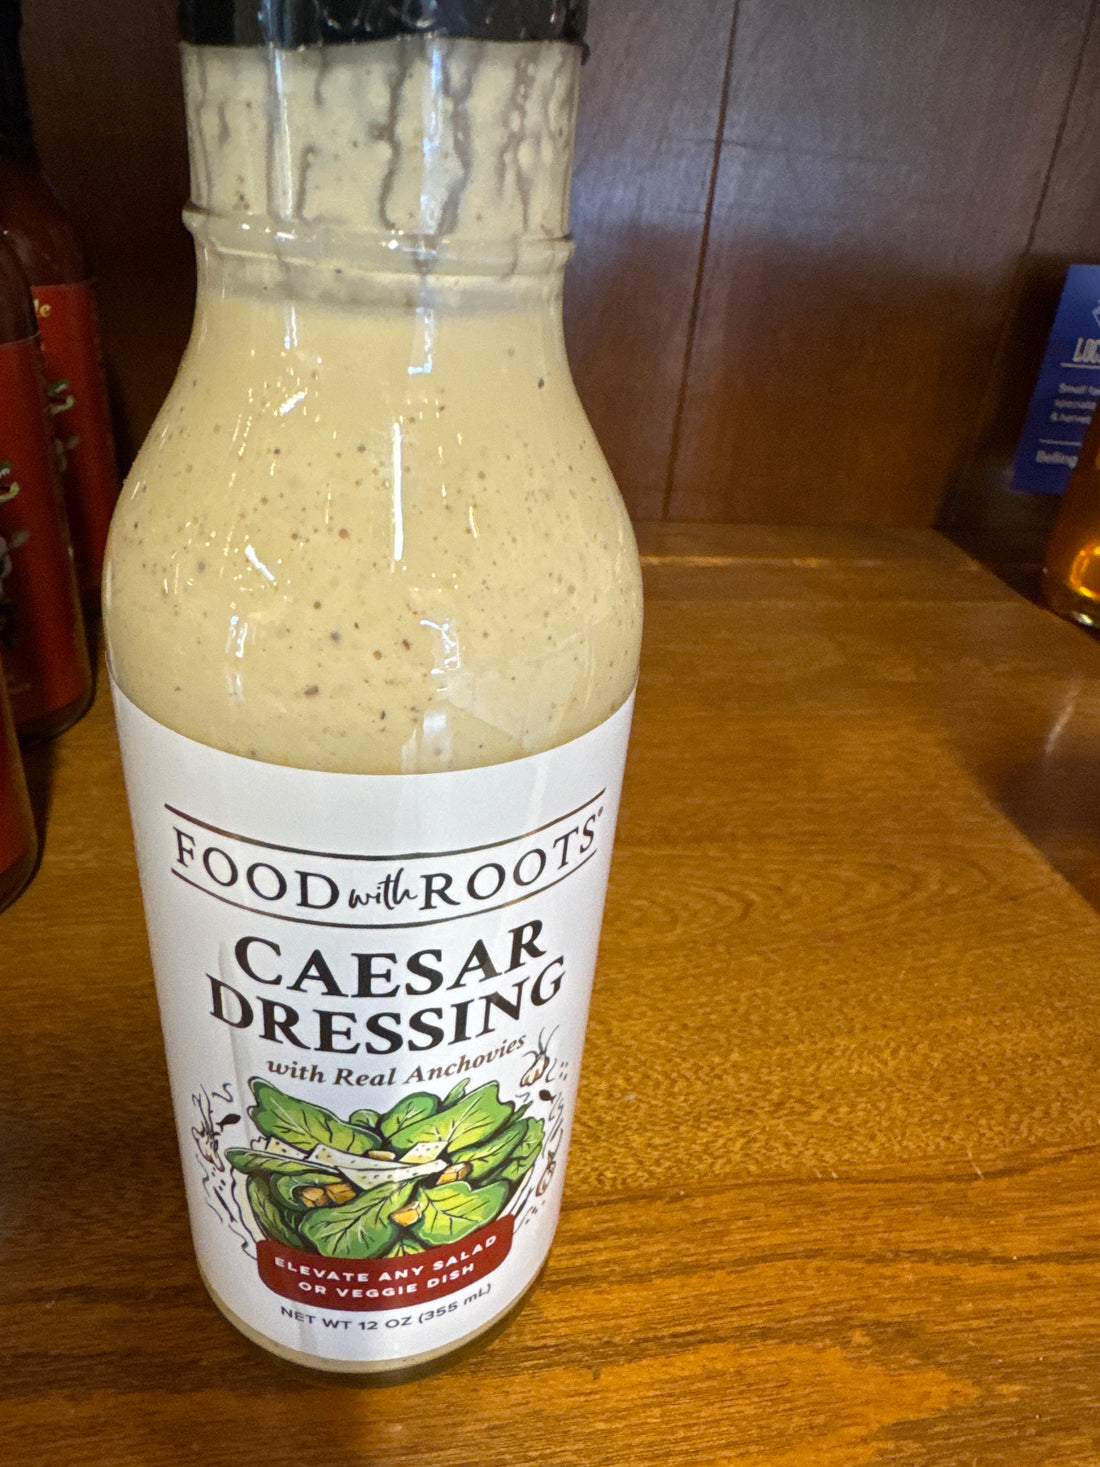 FOOD with ROOTS®
CAESAR
DRESSING
with Real Anchovies
ELEVATE ANY SALAD
OR VEGGIE DISH
NET WT 12 OZ (355 mL)